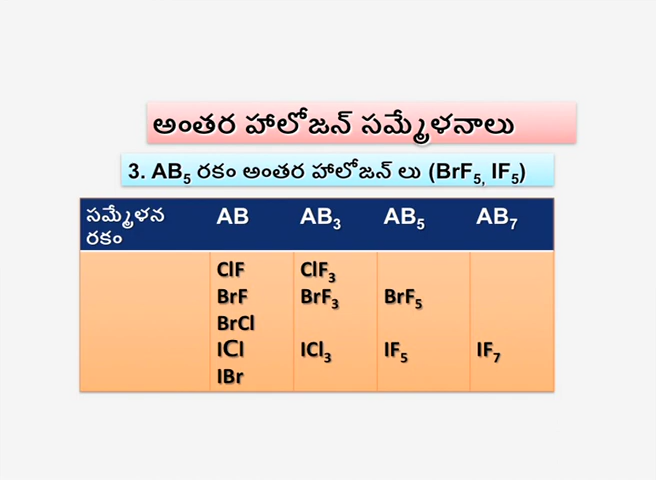 అంతర హాలోజన్ సమ్మేళనాలు
3. AB₅ రకం అంతర హాలోజన్ లు (BrF₅, IF₅)
సమ్మేళన రకం AB AB₃ AB₅ AB₇
ClF ClF₃
BrF BrF₃ BrF₅
BrCl
ICl ICl₃ IF₅ IF₇
IBr